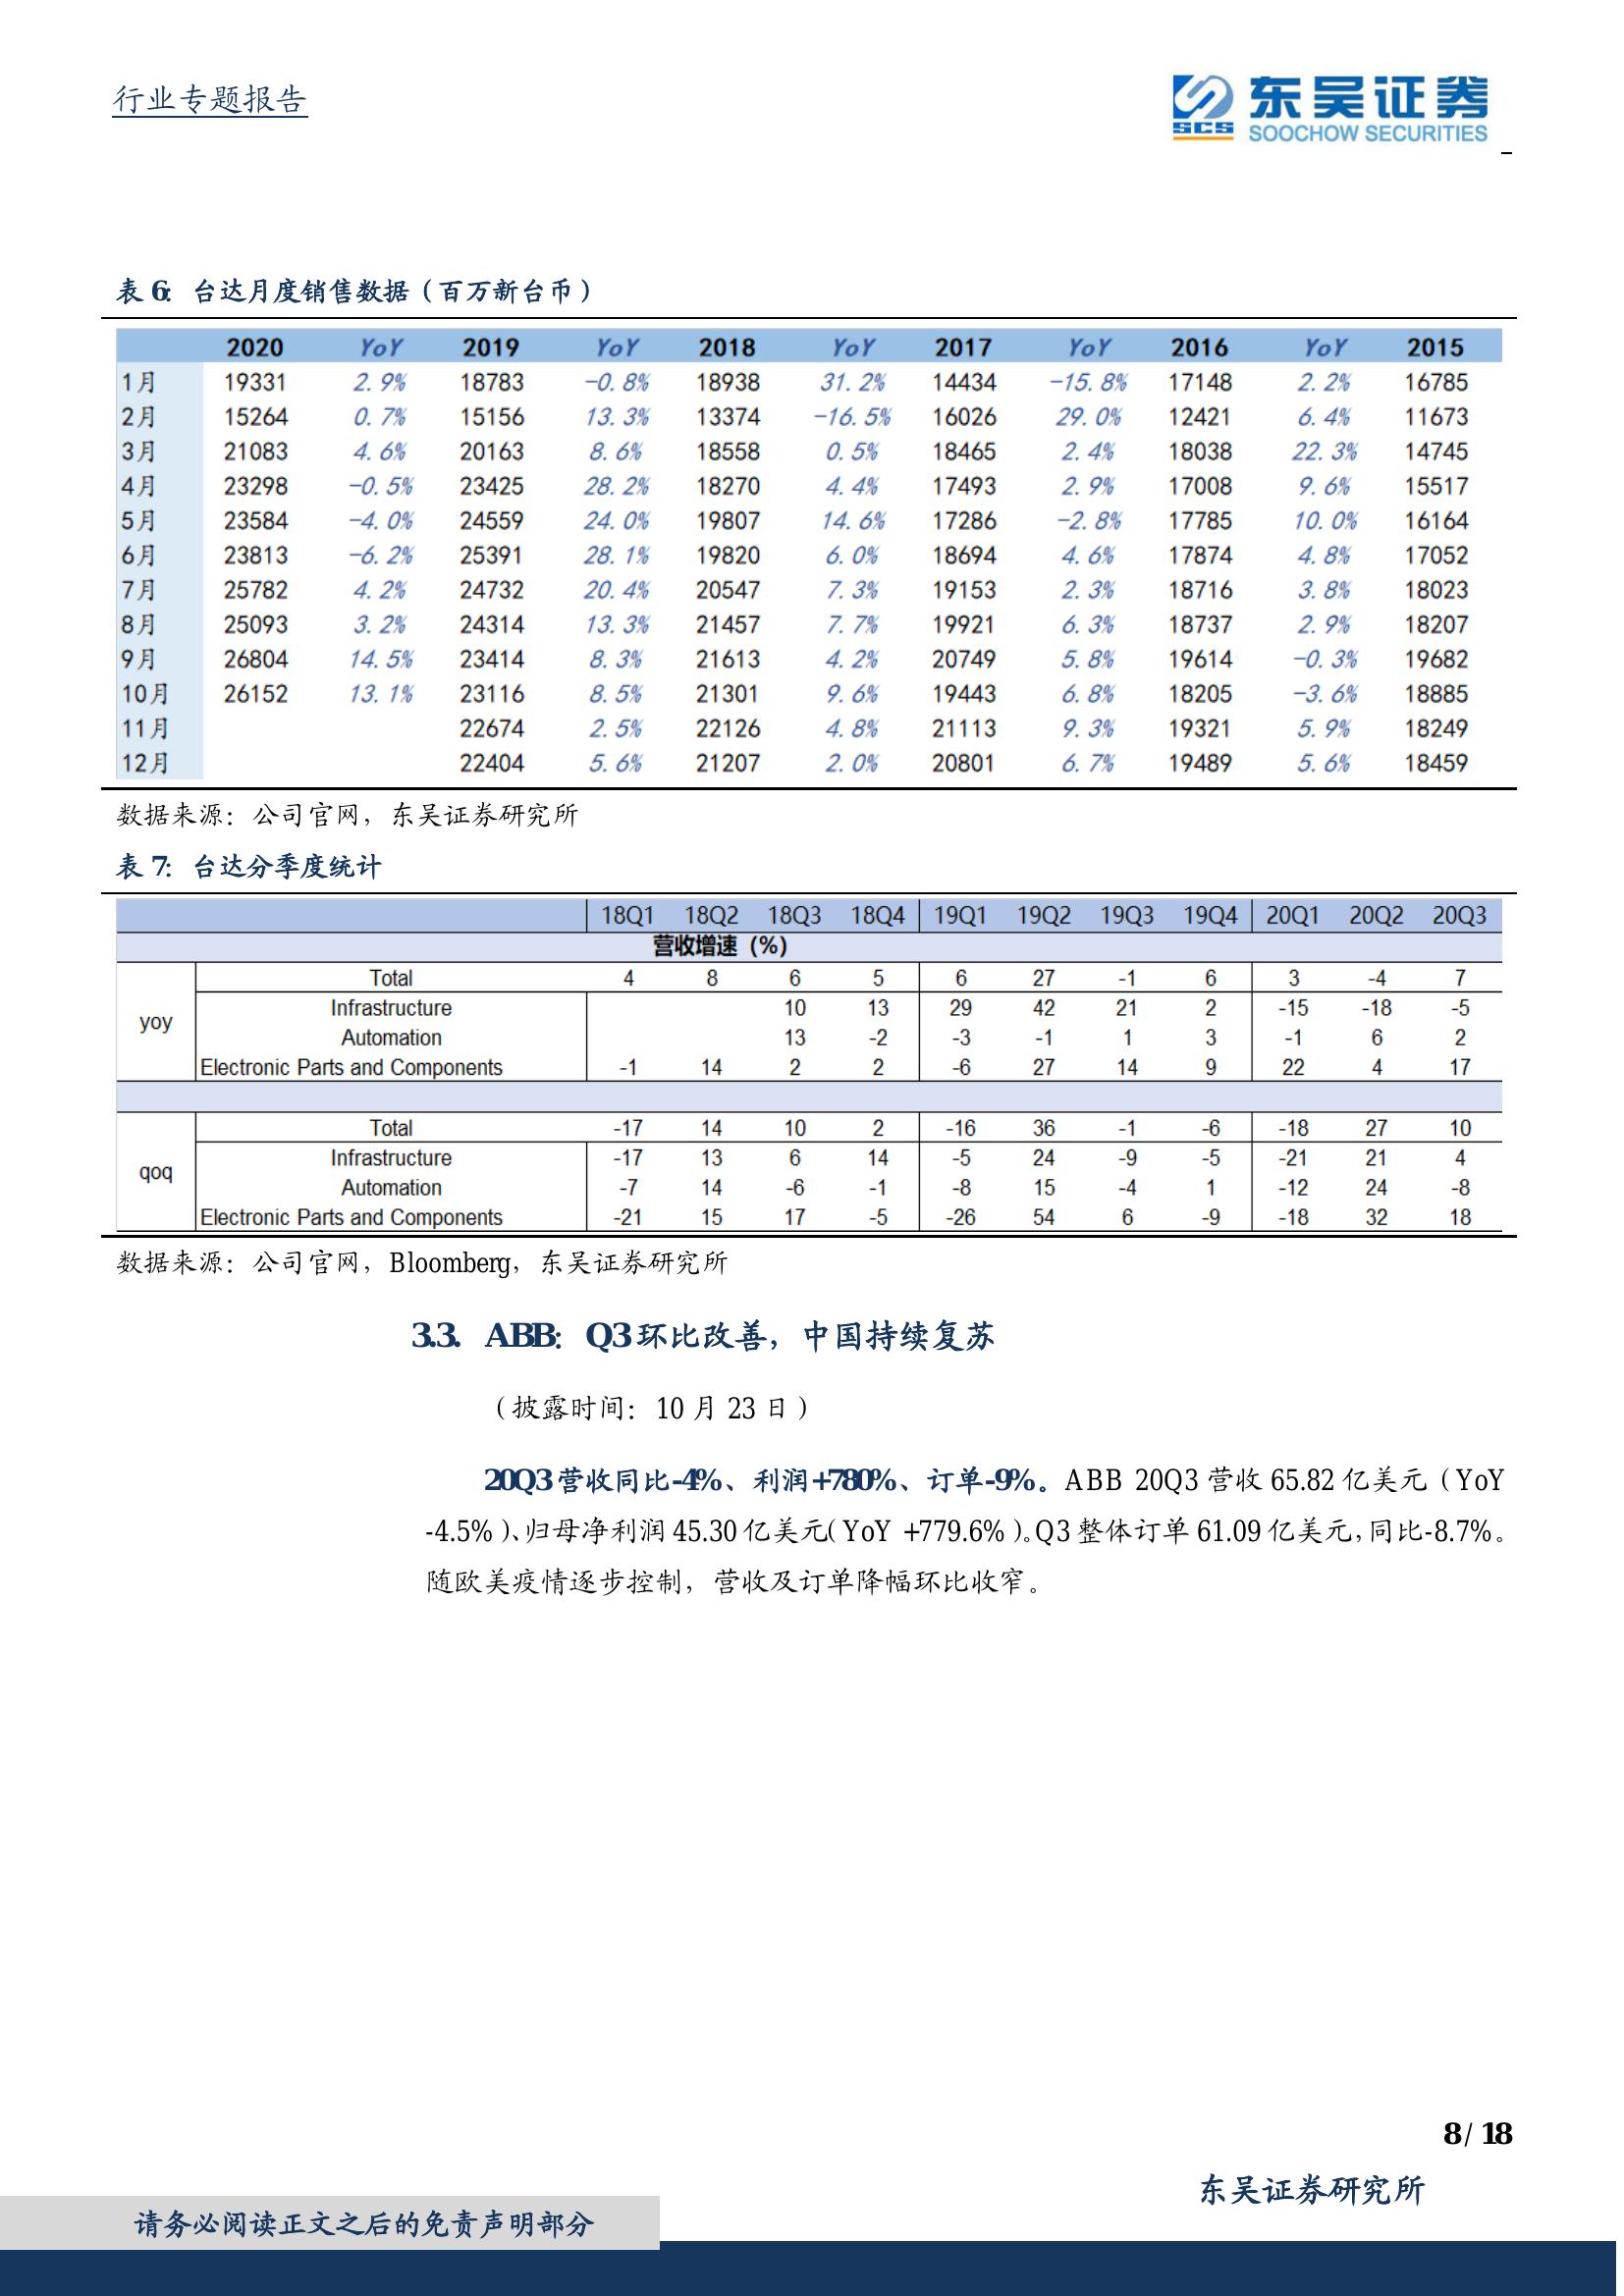 行业专题报告
东吴证券
SCS SOOCHOW SECURITIES
表 6: 台达月度销售数据（百万新台币）
2020 YoY 2019 YoY 2018 YoY 2017 YoY 2016 YoY 2015
1月 19331 2.9% 18783 -0.8% 18938 31.2% 14434 -15.8% 17148 2.2% 16785
2月 15264 0.7% 15156 13.3% 13374 -16.5% 16026 29.0% 12421 6.4% 11673
3月 21083 4.6% 20163 8.6% 18558 0.5% 18465 2.4% 18038 22.3% 14745
4月 23298 -0.5% 23425 28.2% 18270 4.4% 17493 2.9% 17008 9.6% 15517
5月 23584 -4.0% 24559 24.0% 19807 14.6% 17286 -2.8% 17785 10.0% 16164
6月 23813 -6.2% 25391 28.1% 19820 6.0% 18694 4.6% 17874 4.8% 17052
7月 25782 4.2% 24732 20.4% 20547 7.3% 19153 2.3% 18716 3.8% 18023
8月 25093 3.2% 24314 13.3% 21457 7.7% 19921 6.3% 18737 2.9% 18207
9月 26804 14.5% 23414 8.3% 21613 4.2% 20749 5.8% 19614 -0.3% 19682
10月 26152 13.1% 23116 8.5% 21301 9.6% 19443 6.8% 18205 -3.6% 18885
11月 22674 2.5% 22126 4.8% 21113 9.3% 19321 5.9% 18249
12月 22404 5.6% 21207 2.0% 20801 6.7% 19489 5.6% 18459
数据来源：公司官网，东吴证券研究所
表 7: 台达分季度统计
18Q1 18Q2 18Q3 18Q4 19Q1 19Q2 19Q3 19Q4 20Q1 20Q2 20Q3
营收增速（%）
Total 4 8 6 5 6 27 -1 6 3 -4 7
Infrastructure 10 13 29 42 21 2 -15 -18 -5
yoy
Automation 13 -2 -3 -1 1 3 -1 6 2
Electronic Parts and Components -1 14 2 2 -6 27 14 9 22 4 17
Total -17 14 10 2 -16 36 -1 -6 -18 27 10
Infrastructure -17 13 6 14 -5 24 -9 -5 -21 21 4
qoq
Automation -7 14 -6 -1 -8 15 -4 1 -12 24 -8
Electronic Parts and Components -21 15 17 -5 -26 54 6 -9 -18 32 18
数据来源：公司官网，Bloomberg，东吴证券研究所
3.3. ABB：Q3 环比改善，中国持续复苏
（披露时间：10 月 23 日）
20Q3 营收同比-4%、利润+780%、订单-9%。ABB 20Q3 营收 65.82 亿美元（YoY
-4.5%）、归母净利润 45.30 亿美元（YoY +779.6%）。Q3 整体订单 61.09 亿美元，同比-8.7%。
随欧美疫情逐步控制，营收及订单降幅环比收窄。
8 / 18
东吴证券研究所
请务必阅读正文之后的免责声明部分